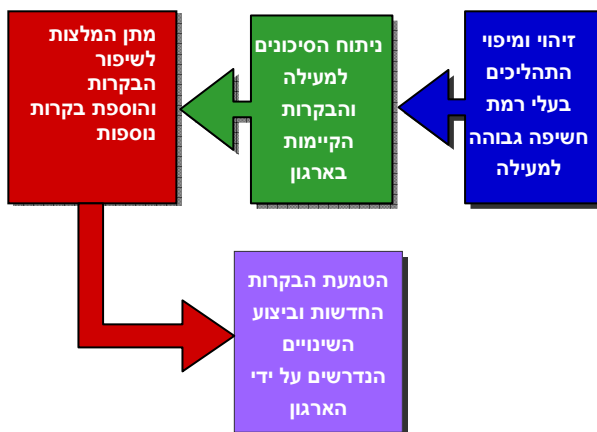 זיהוי ומיפוי
התהליכים
בעלי רמת
חשיפה גבוהה
למעילה
ניתוח הסיכונים
למעילה
והבקרות
הקיימות
בארגון
מתן המלצות
לשיפור
הבקרות
והוספת בקרות
נוספות
הטמעת הבקרות
החדשות וביצוע
השינויים
הנדרשים על ידי
הארגון